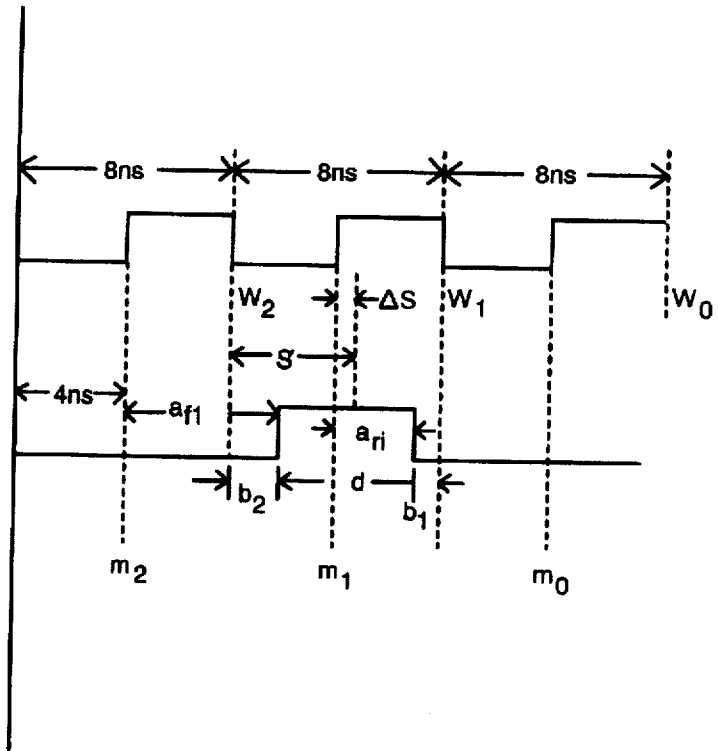 8ns 8ns 8ns
W2 ΔS W1 W0
S
4ns af1 ari
b2 d b1
m2 m1 m0